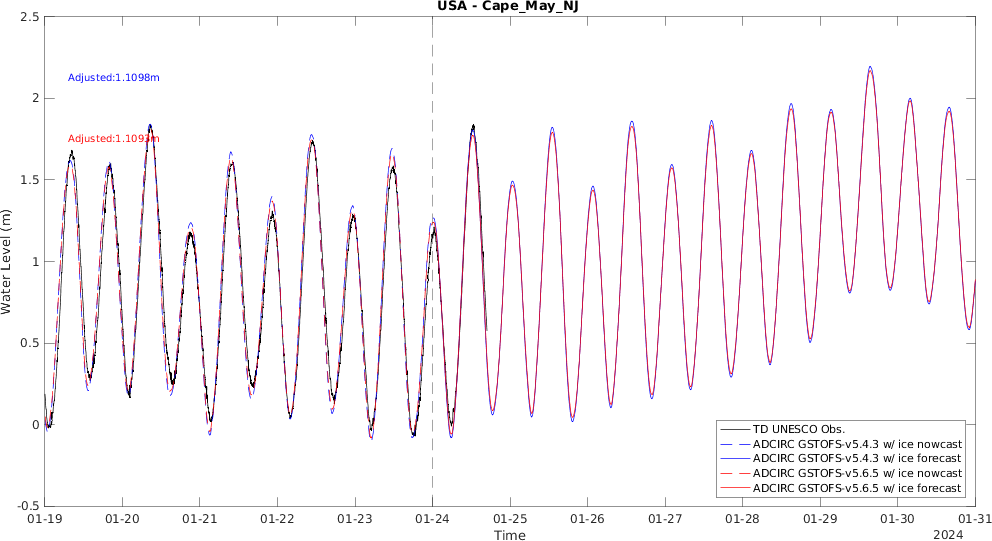 USA - Cape_May_NJ
2.5
2
1.5
1
0.5
0
-0.5
Water Level (m)
Adjusted:1.1098m
Adjusted:1.1093m
TD UNESCO Obs.
ADCIRC GSTOFS-v5.4.3 w/ ice nowcast
ADCIRC GSTOFS-v5.4.3 w/ ice forecast
ADCIRC GSTOFS-v5.6.5 w/ ice nowcast
ADCIRC GSTOFS-v5.6.5 w/ ice forecast
01-19 01-20 01-21 01-22 01-23 01-24 01-25 01-26 01-27 01-28 01-29 01-30 01-31
Time
2024